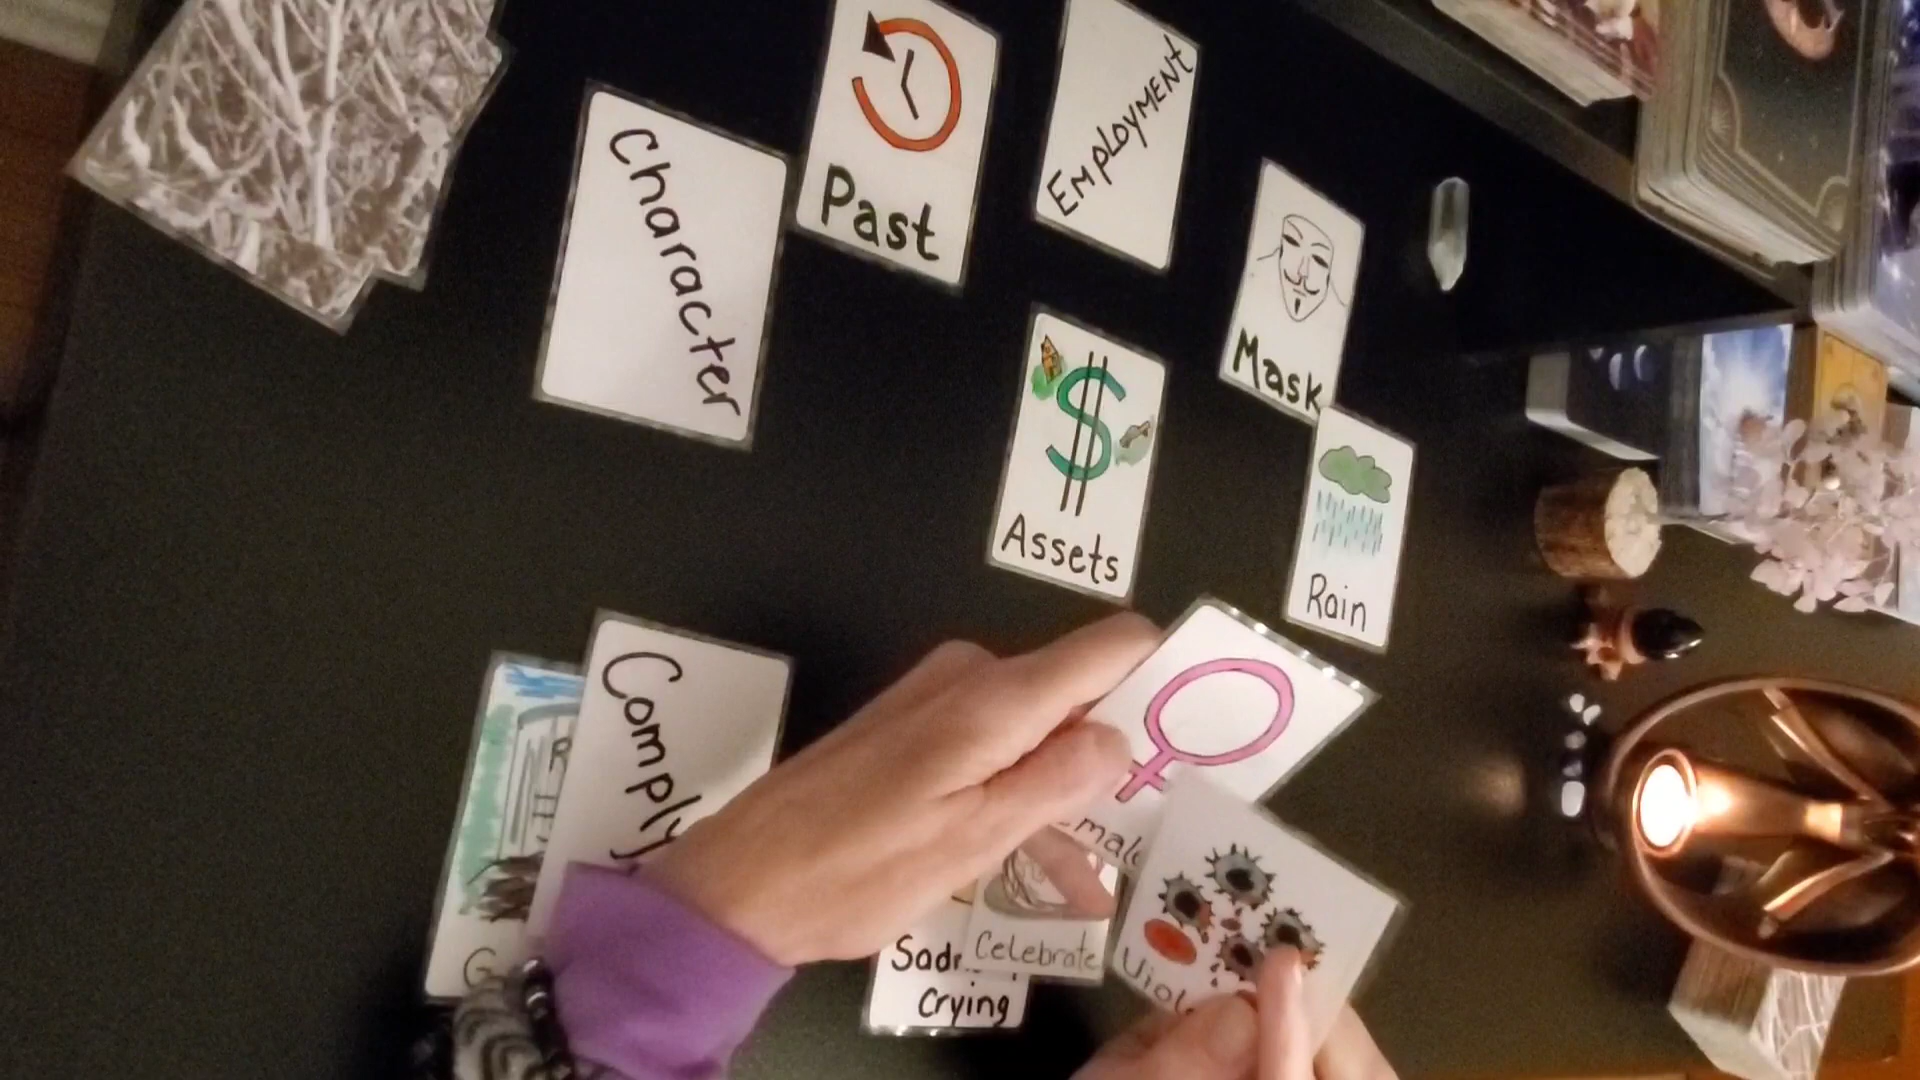 Character
Past
EMPLOYMENT
Mask
Assets
Rain
Comply
Celebrate
Crying